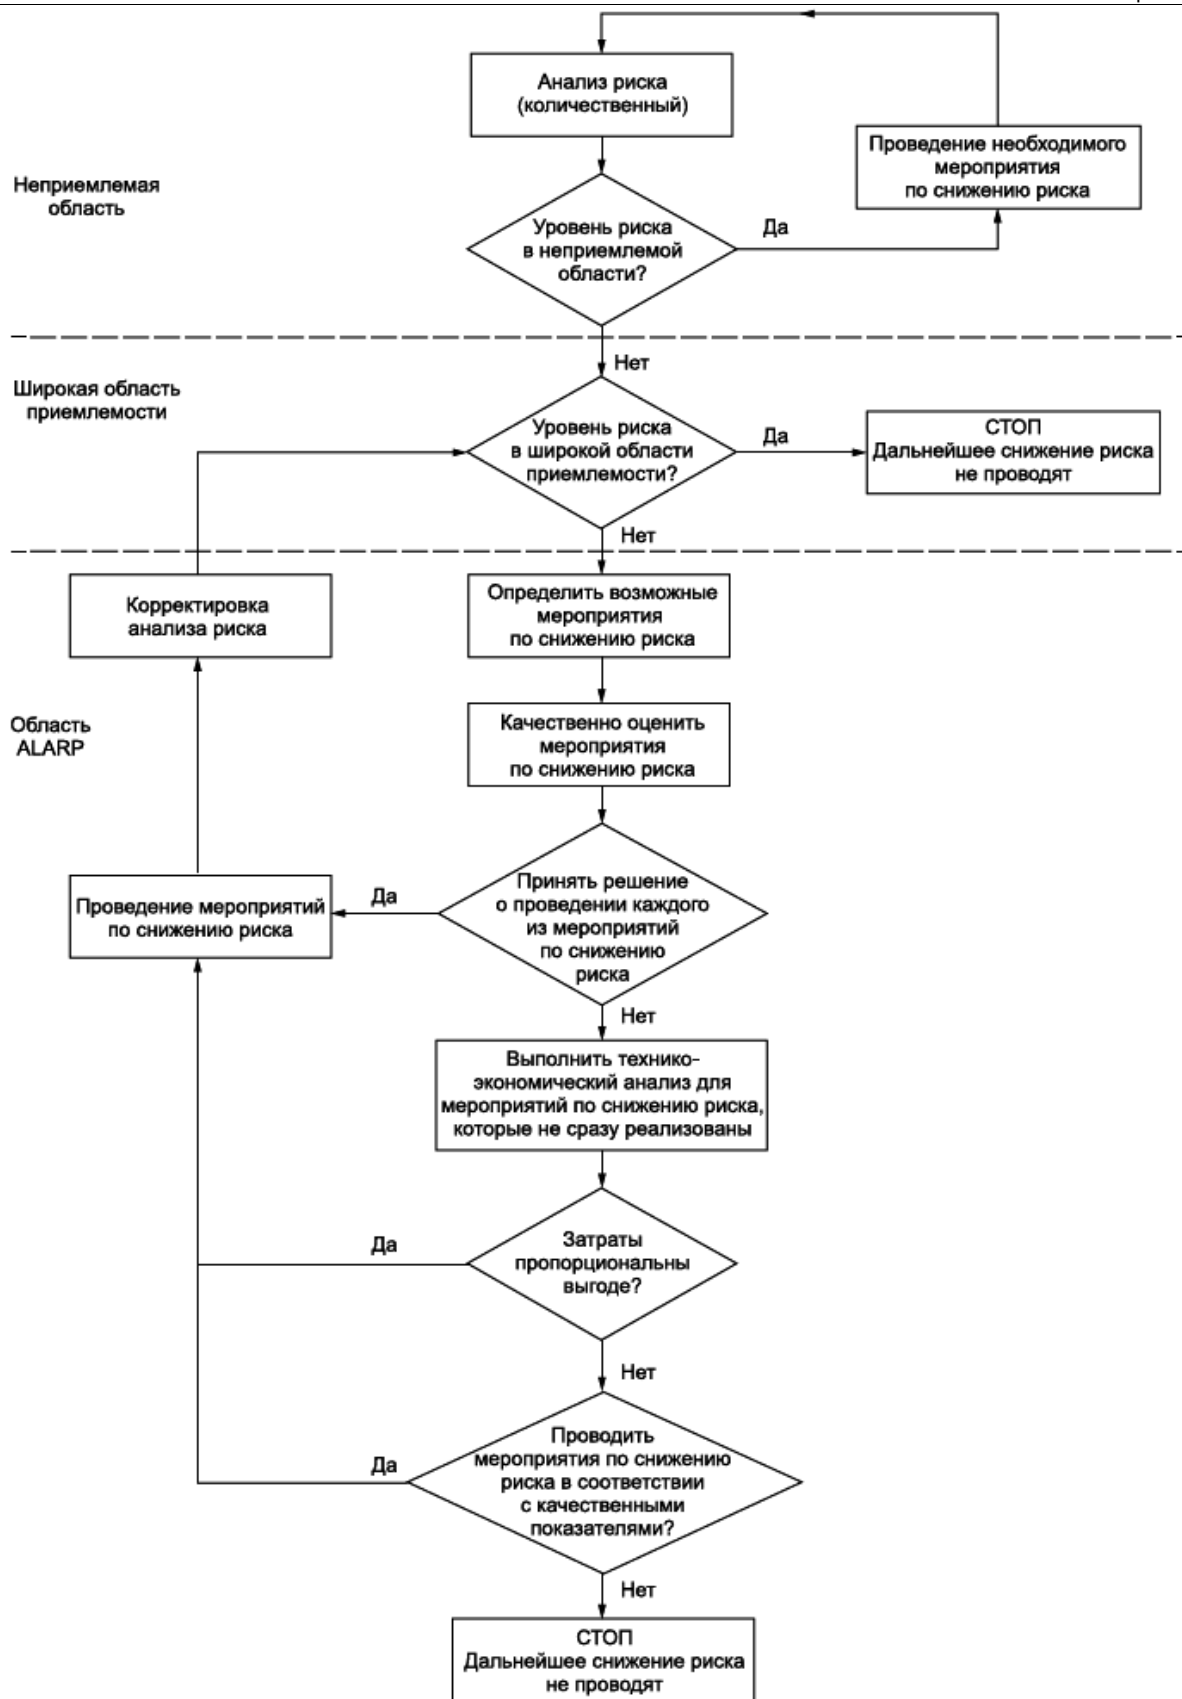 Анализ риска
(количественный)
Проведение необходимого
мероприятия
по снижению риска
Неприемлемая
область
Уровень риска
в неприемлемой
области?
Да
Нет
Широкая область
приемлемости
Уровень риска
в широкой области
приемлемости?
Да
СТОП
Дальнейшее снижение риска
не проводят
Нет
Корректировка
анализа риска
Определить возможные
мероприятия
по снижению риска
Область
ALARP
Качественно оценить
мероприятия
по снижению риска
Проведение мероприятий
по снижению риска
Да
Принять решение
о проведении каждого
из мероприятий
по снижению
риска
Нет
Выполнить технико-
экономический анализ для
мероприятий по снижению риска,
которые не сразу реализованы
Да
Затраты
пропорциональны
выгоде?
Нет
Да
Проводить
мероприятия по снижению
риска в соответствии
с качественными
показателями?
Нет
СТОП
Дальнейшее снижение риска
не проводят